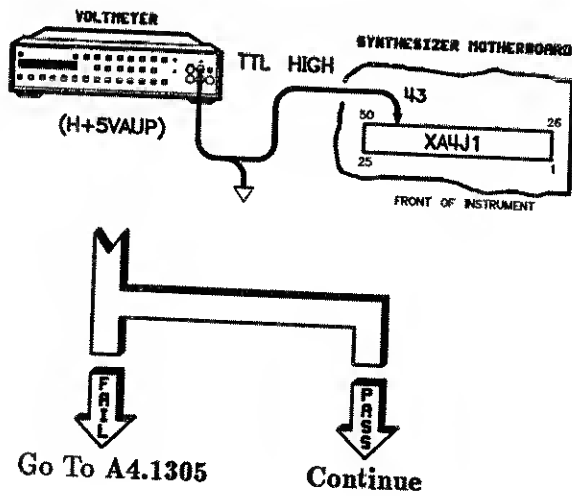 VOLTMETER
SYNTHESIZER MOTHERBOARD
TTL HIGH
43
(H+5VAUP)
50
26
XA4J1
25
1
FRONT OF INSTRUMENT
FAIL
PASS
Go To A4.1305
Continue